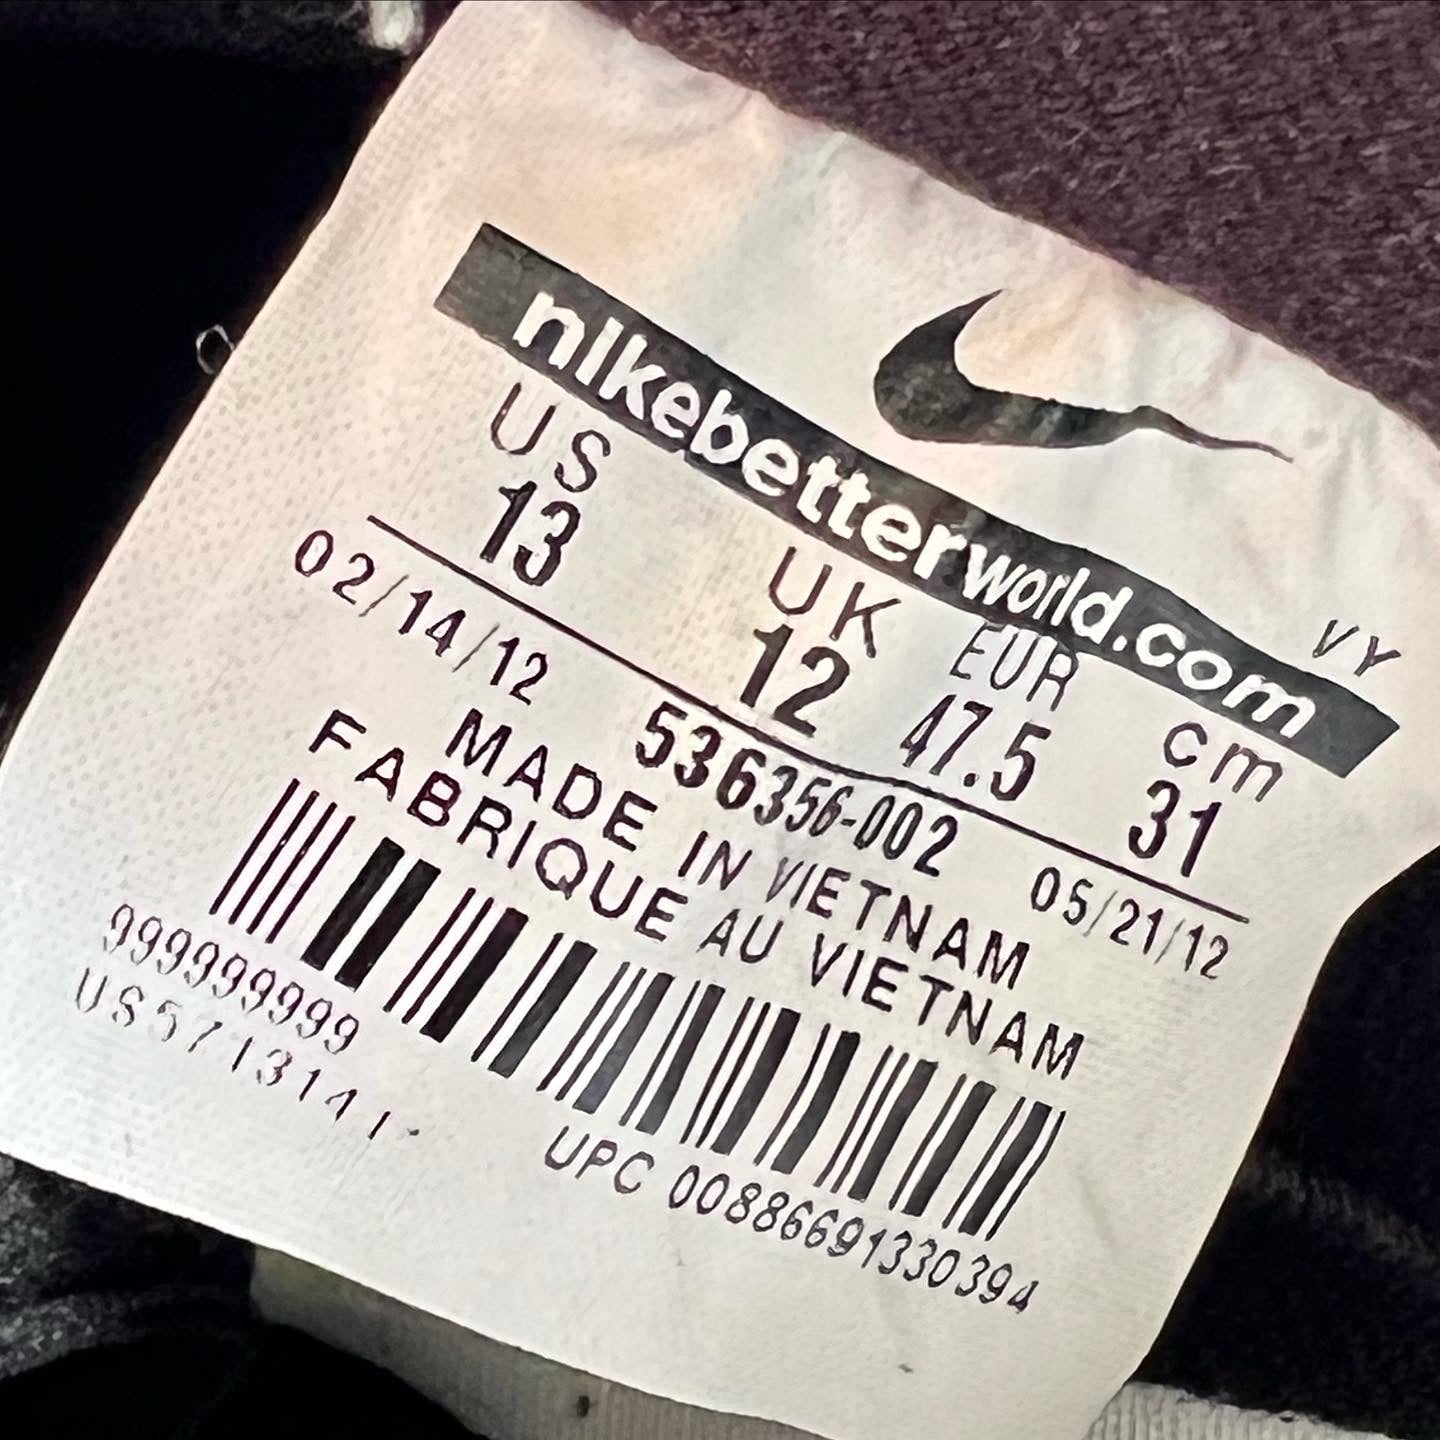 nikebetterworld.com
VY
US UK EUR cm
13 12 47.5 31
02/14/12 536356-002 05/21/12
MADE IN VIETNAM
FABRIQUE AU VIETNAM
9999999999
UPC 00886691330394